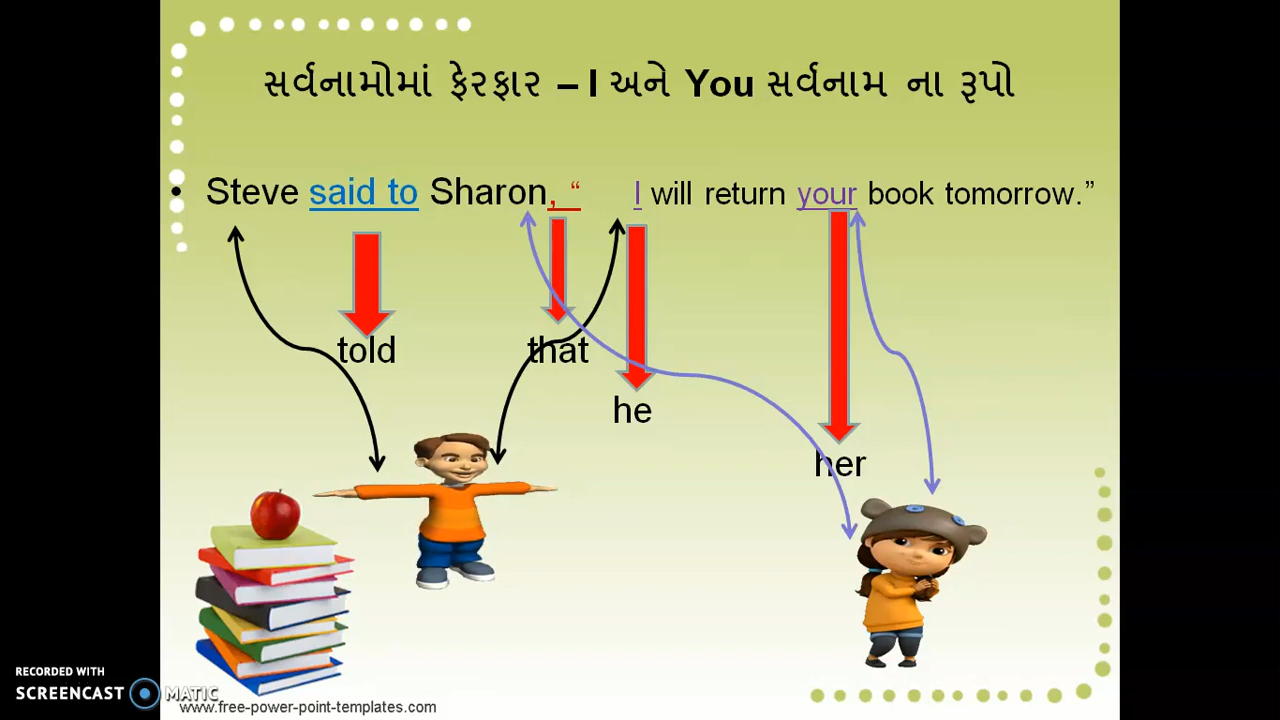 સર્વનામોમાં ફેરફાર – I અને You સર્વનામ ના રૂપો
• Steve said to Sharon, “ I will return your book tomorrow.”
told
that
he
her
RECORDED WITH
SCREENCAST MATIC
www.free-power-point-templates.com